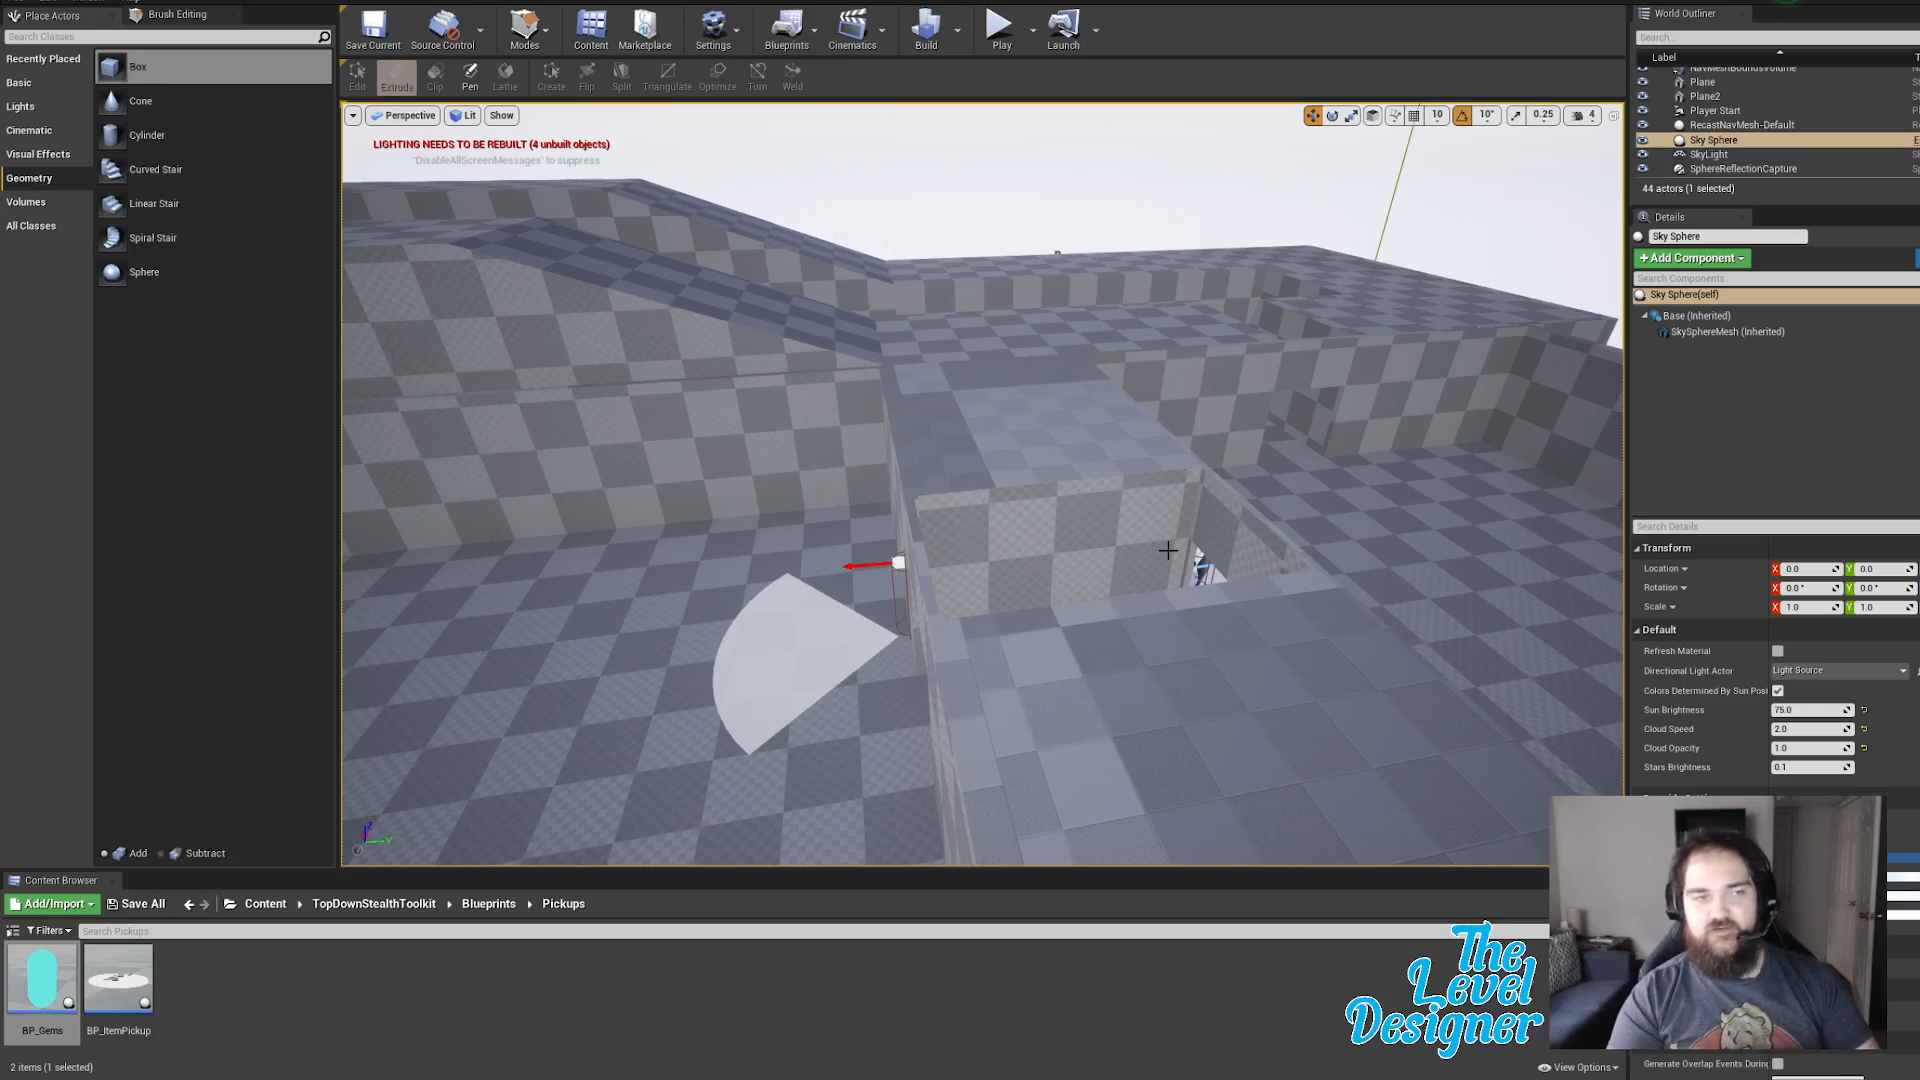 Place Actors
Brush Editing
World Outliner
Search Classes
Search...
Save Current
Source Control
Modes
Content
Marketplace
Settings
Blueprints
Cinematics
Build
Play
Launch
Recently Placed
Box
Label
Edit
Extrude
Clip
Pen
Lathe
Create
Flip
Split
Triangulate
Optimize
Turn
Weld
Basic
Cone
Lights
Cinematic
Cylinder
Visual Effects
Curved Stair
Geometry
Volumes
Linear Stair
All Classes
Spiral Stair
Sphere
Perspective
Lit
Show
10
10°
0.25
4
LIGHTING NEEDS TO BE REBUILT (4 unbuilt objects)
'DisableAllScreenMessages' to suppress
NavMeshBoundsVolume
Plane
Plane2
Player Start
RecastNavMesh-Default
Sky Sphere
SkyLight
SphereReflectionCapture
44 actors (1 selected)
Details
Sky Sphere
+Add Component
Search Components
Sky Sphere(self)
Base (Inherited)
SkySphereMesh (Inherited)
Search Details
Transform
Location X 0.0 Y 0.0
Rotation X 0.0° Y 0.0°
Scale X 1.0 Y 1.0
Default
Refresh Material
Directional Light Actor Light Source
Colors Determined By Sun Posi
Sun Brightness 75.0
Cloud Speed 2.0
Cloud Opacity 1.0
Stars Brightness 0.1
Z
Y
Add
Subtract
Content Browser
Add/Import
Save All
Content
TopDownStealthToolkit
Blueprints
Pickups
Filters
Search Pickups
BP_Gems
BP_ItemPickup
2 items (1 selected)
View Options
The
Level
Designer
Generate Overlap Events During